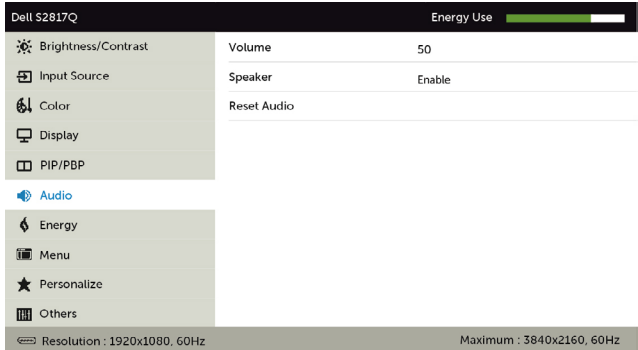 Dell S2817Q Energy Use
Brightness/Contrast Volume 50
Input Source Speaker Enable
Color Reset Audio
Display
PIP/PBP
Audio
Energy
Menu
Personalize
Others
Resolution : 1920x1080, 60Hz Maximum : 3840x2160, 60Hz